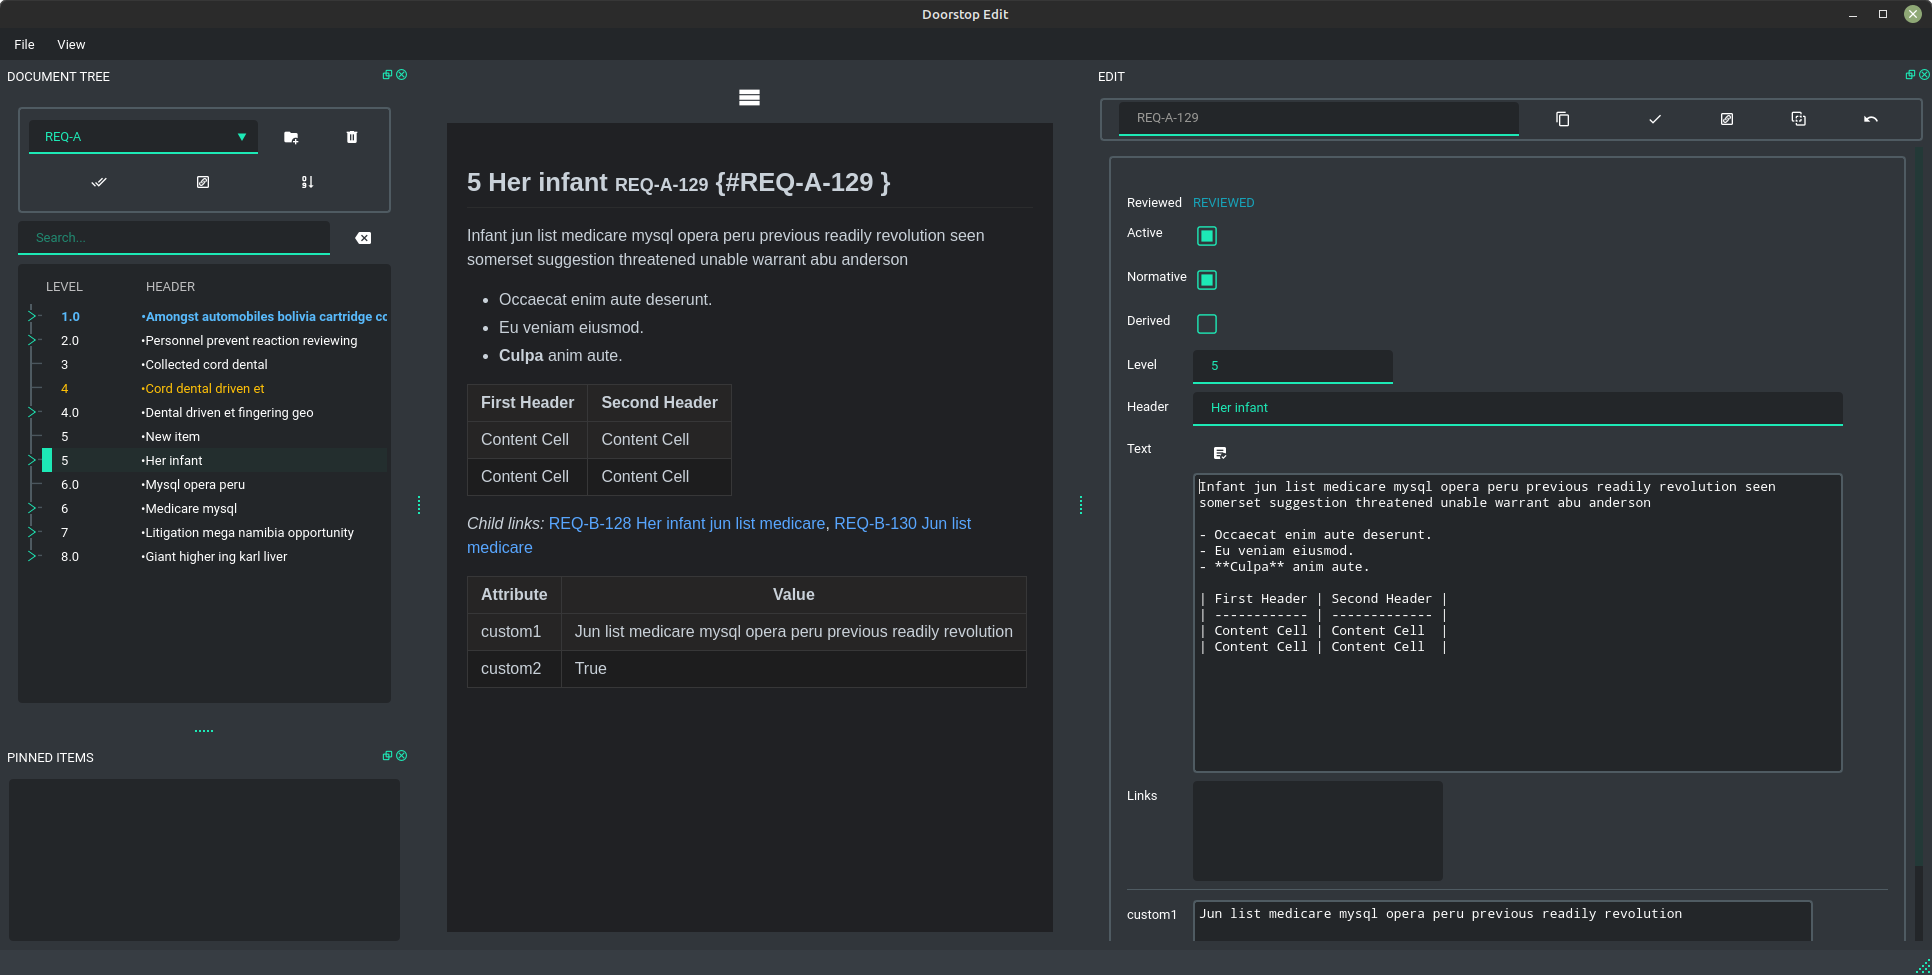 Doorstop Edit
File View
DOCUMENT TREE
REQ-A
Search...
LEVEL HEADER
1.0 •Amongst automobiles bolivia cartridge
2.0 •Personnel prevent reaction reviewing
3 •Collected cord dental
4 •Cord dental driven et
4.0 •Dental driven et fingering geo
5 •New item
5 •Her infant
6.0 •Mysql opera peru
6 •Medicare mysql
7 •Litigation mega namibia opportunity
8.0 •Giant higher ing karl liver
PINNED ITEMS
5 Her infant REQ-A-129 {#REQ-A-129 }
Infant jun list medicare mysql opera peru previous readily revolution seen
somerset suggestion threatened unable warrant abu anderson
• Occaecat enim aute deserunt.
• Eu veniam eiusmod.
• Culpa anim aute.
First Header Second Header
Content Cell Content Cell
Content Cell Content Cell
Child links: REQ-B-128 Her infant jun list medicare, REQ-B-130 Jun list
medicare
Attribute Value
custom1 Jun list medicare mysql opera peru previous readily revolution
custom2 True
EDIT
REQ-A-129
Reviewed REVIEWED
Active
Normative
Derived
Level 5
Header Her infant
Text
Infant jun list medicare mysql opera peru previous readily revolution seen
somerset suggestion threatened unable warrant abu anderson
- Occaecat enim aute deserunt.
- Eu veniam eiusmod.
- **Culpa** anim aute.
| First Header | Second Header |
| ------------ | ------------- |
| Content Cell | Content Cell  |
| Content Cell | Content Cell  |
Links
custom1 Jun list medicare mysql opera peru previous readily revolution